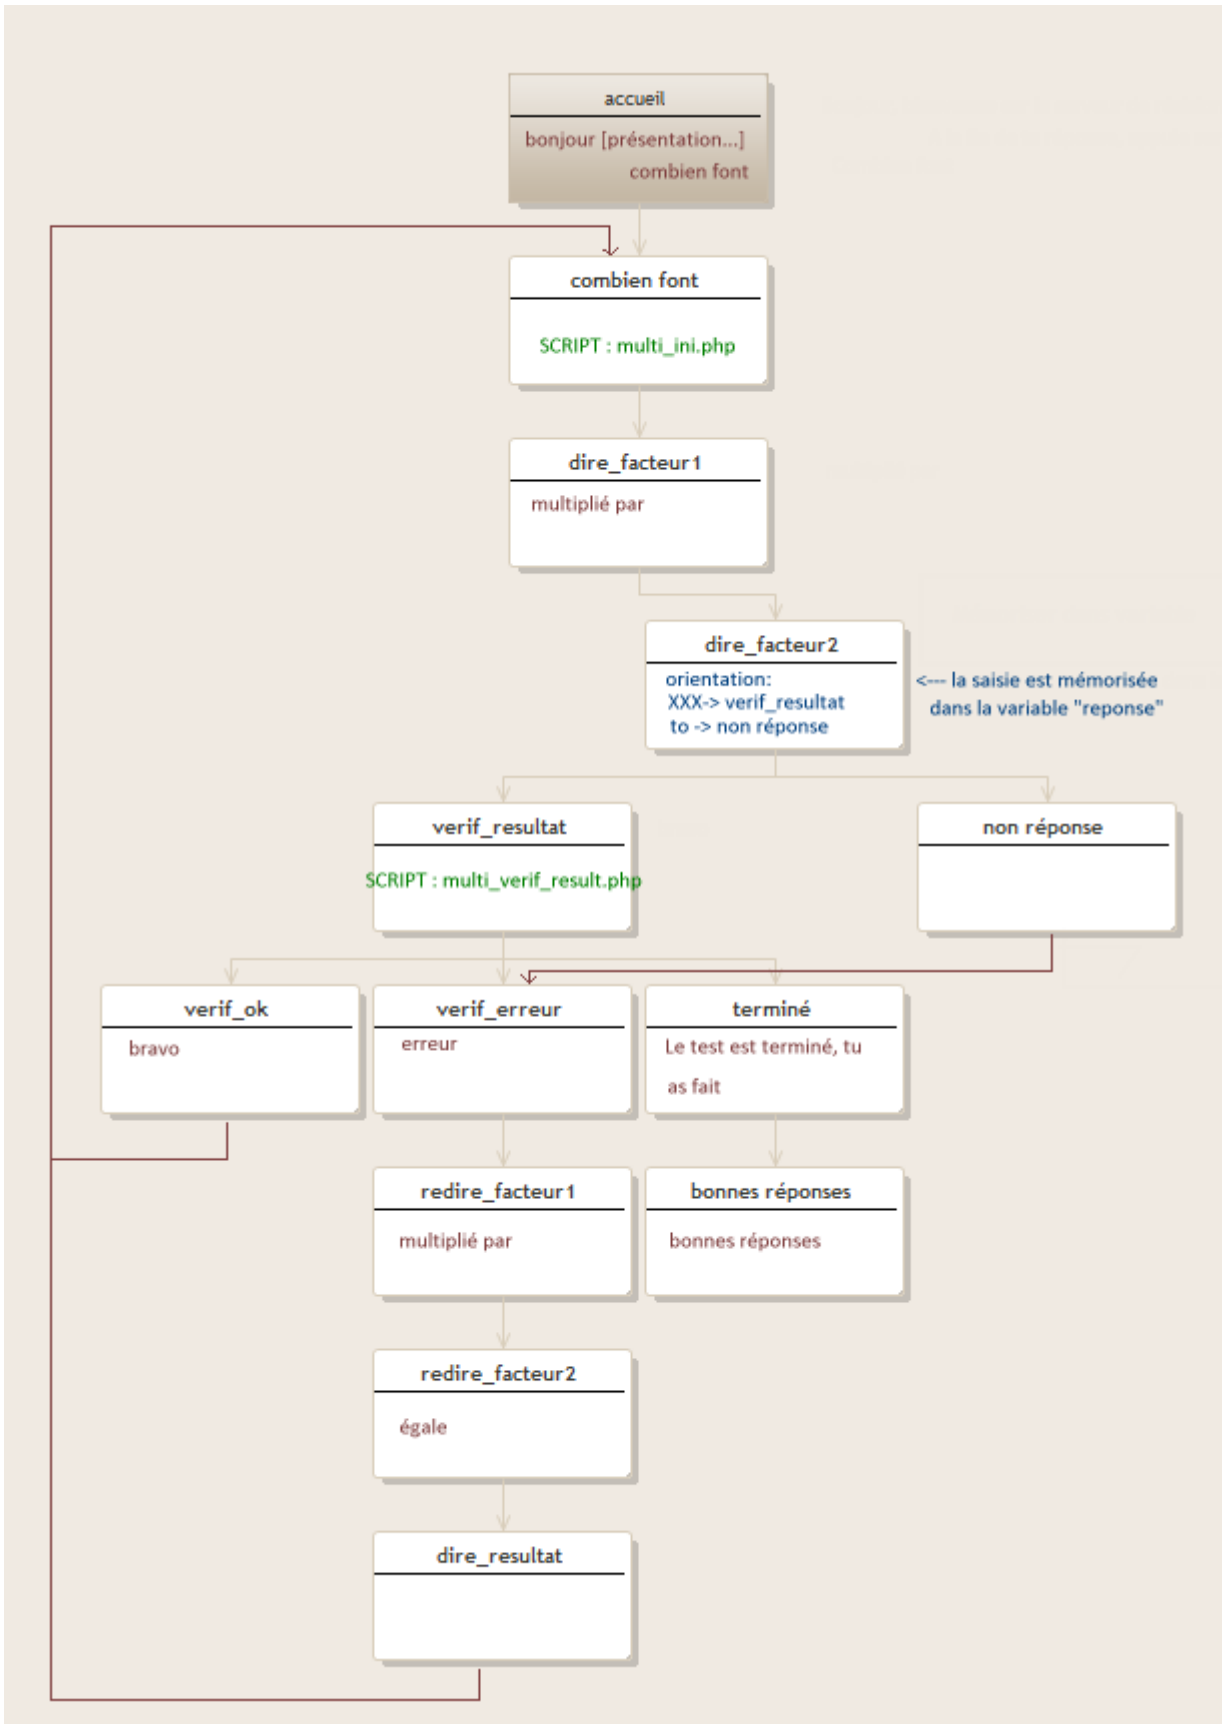 accueil
bonjour [présentation...]
combien font
combien font
SCRIPT : multi_ini.php
dire_facteur1
multiplié par
dire_facteur2
orientation:
XXX-> verif_resultat
to -> non réponse
<--- la saisie est mémorisée
dans la variable "reponse"
verif_resultat
SCRIPT : multi_verif_result.php
non réponse
verif_ok
bravo
verif_erreur
erreur
terminé
Le test est terminé, tu
as fait
redire_facteur1
multiplié par
bonnes réponses
bonnes réponses
redire_facteur2
égale
dire_resultat